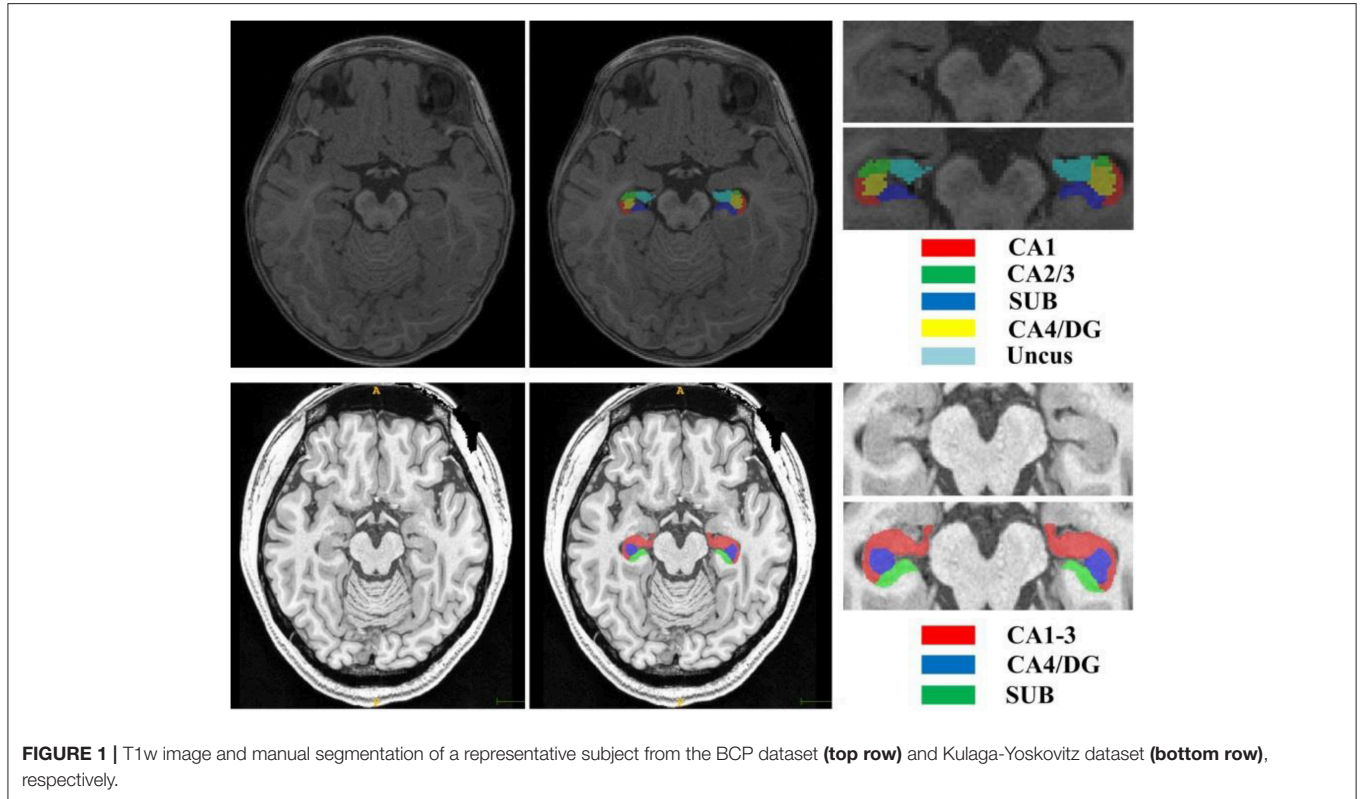 CA1
CA2/3
SUB
CA4/DG
Uncus
A
A
CA1-3
CA4/DG
SUB
FIGURE 1 | T1w image and manual segmentation of a representative subject from the BCP dataset (top row) and Kulaga-Yoskovitz dataset (bottom row),
respectively.